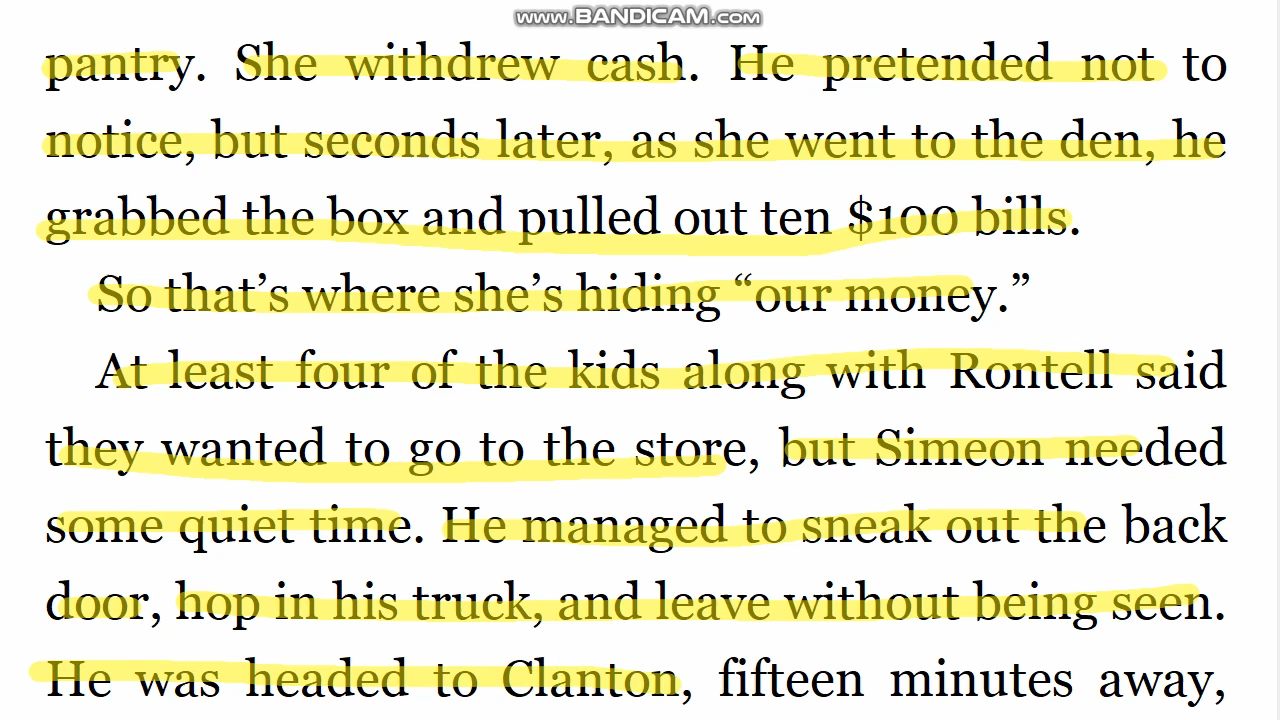 www.BANDICAM.com
pantry. She withdrew cash. He pretended not to
notice, but seconds later, as she went to the den, he
grabbed the box and pulled out ten $100 bills.
So that’s where she’s hiding “our money.”
At least four of the kids along with Rontell said
they wanted to go to the store, but Simeon needed
some quiet time. He managed to sneak out the back
door, hop in his truck, and leave without being seen.
He was headed to Clanton, fifteen minutes away,